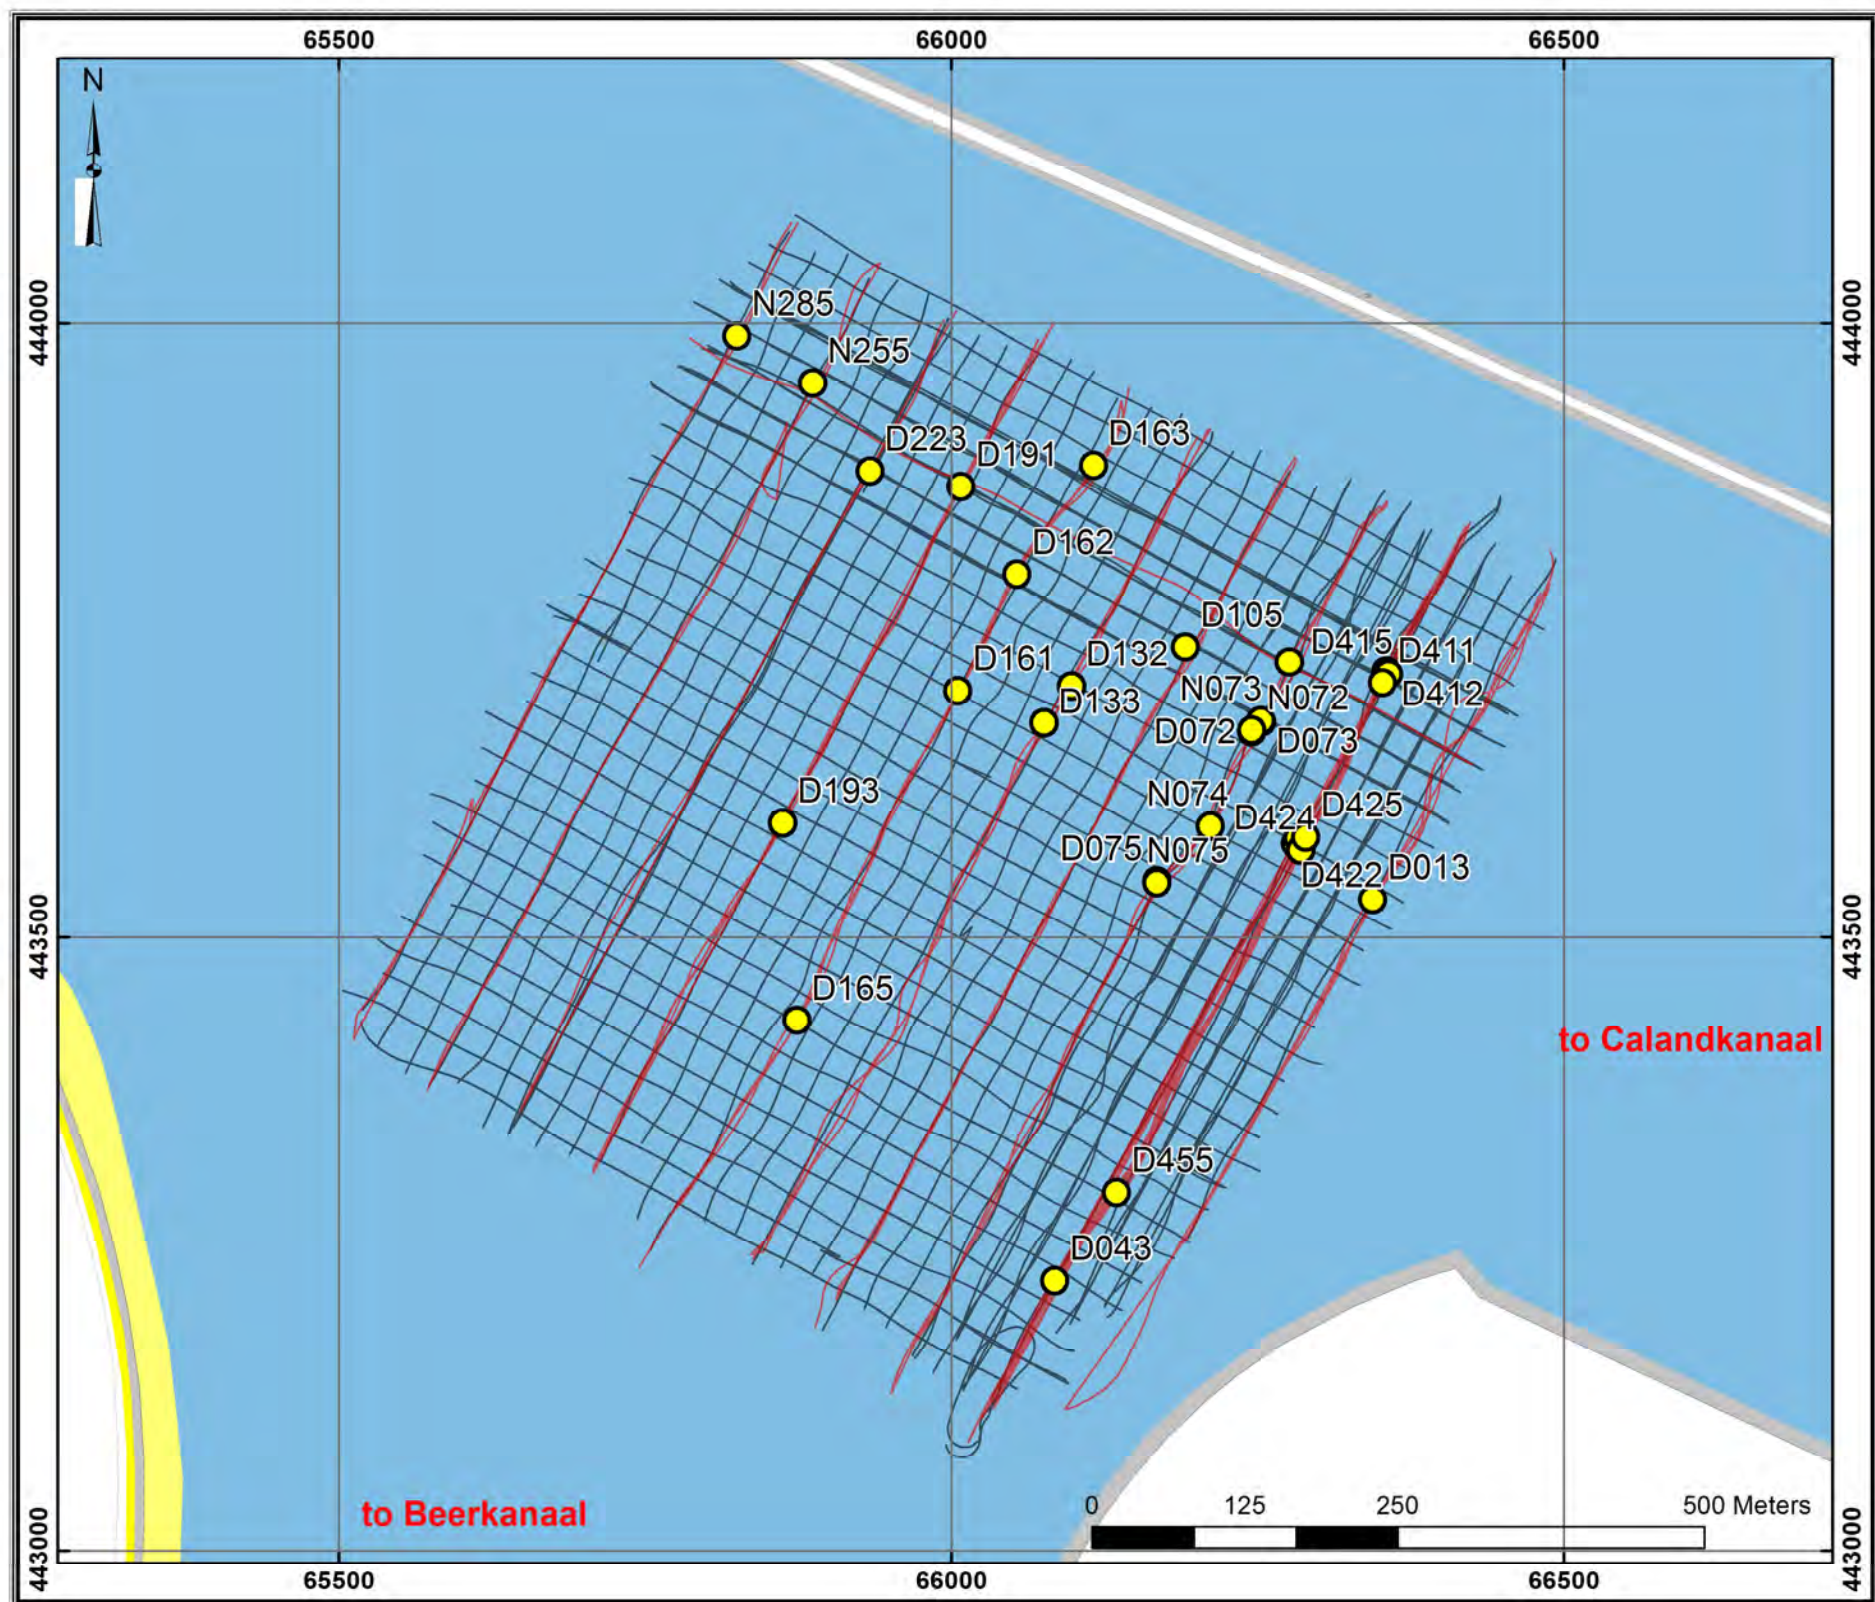 65500
66000
66500
N
444000
444000
N285
N255
D223
D191
D163
D162
D105
D161
D132
D415
D411
D133
N073
N072
D412
D072
D073
D193
N074
D424
D425
D075
N075
D422
D013
443500
443500
D165
to Calandkanaal
D455
D043
to Beerkanaal
0
125
250
500 Meters
443000
443000
65500
66000
66500